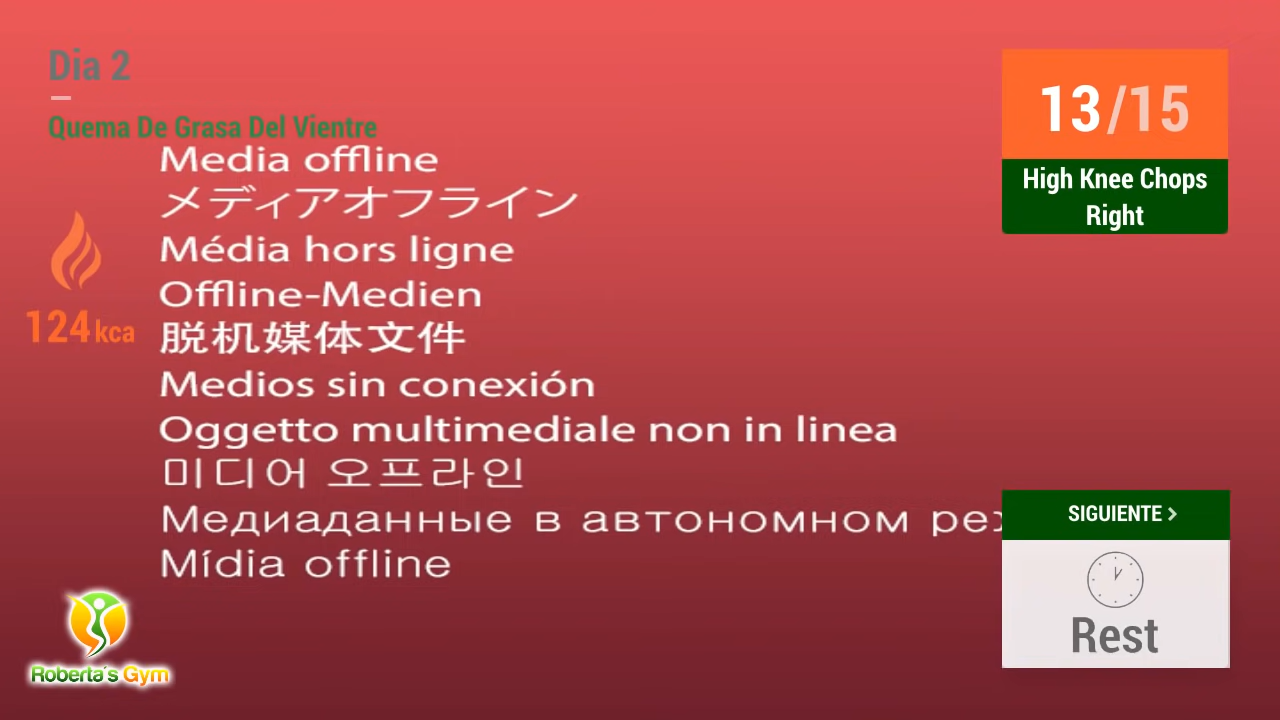 Dia 2
Quema De Grasa Del Vientre
Media offline
メディアオフライン
Média hors ligne
Offline-Medien
脱机媒体文件
Medios sin conexión
Oggetto multimediale non in linea
미디어 오프라인
Медиаданные в автономном
Mídia offline
124 kca
13/15
High Knee Chops
Right
SIGUIENTE >
Rest
Roberta´s Gym